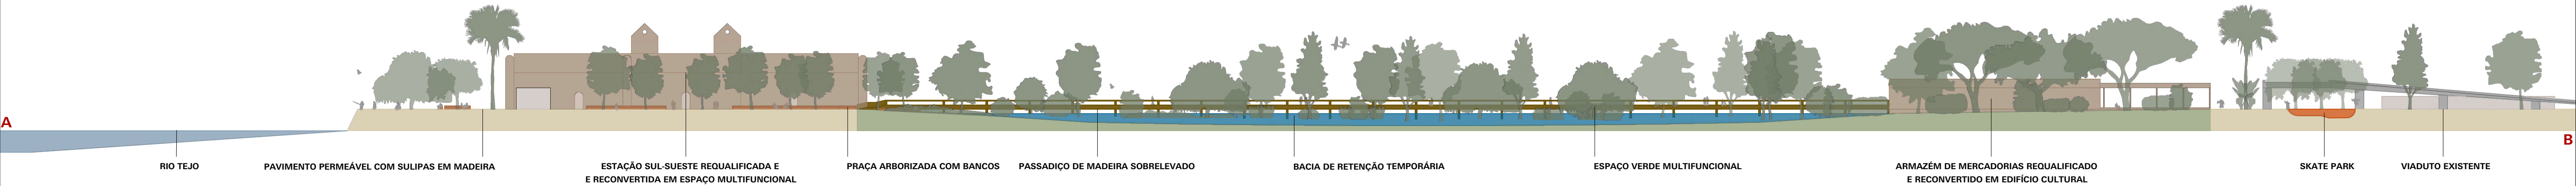 A
B
RIO TEJO
PAVIMENTO PERMEÁVEL COM SULIPAS EM MADEIRA
ESTAÇÃO SUL-SUESTE REQUALIFICADA E
E RECONVERTIDA EM ESPAÇO MULTIFUNCIONAL
PRAÇA ARBORIZADA COM BANCOS
PASSADIÇO DE MADEIRA SOBRELEVADO
BACIA DE RETENÇÃO TEMPORÁRIA
ESPAÇO VERDE MULTIFUNCIONAL
ARMAZÉM DE MERCADORIAS REQUALIFICADO
E RECONVERTIDO EM EDIFÍCIO CULTURAL
SKATE PARK
VIADUTO EXISTENTE